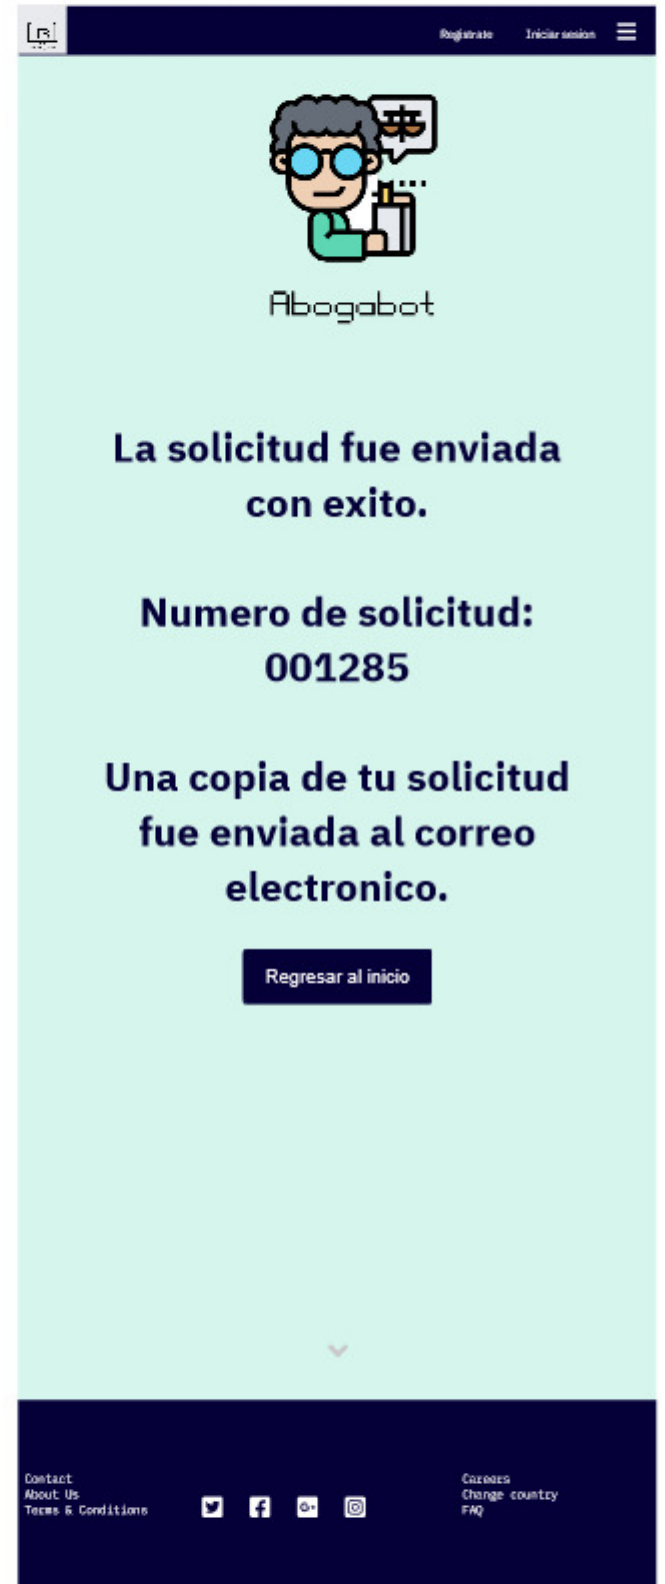 [B]
Registrate Iniciar sesion
Abogabot
La solicitud fue enviada
con exito.
Numero de solicitud:
001285
Una copia de tu solicitud
fue enviada al correo
electronico.
Regresar al inicio
Contact
About Us
Terms & Conditions
Careers
Change country
FAQ